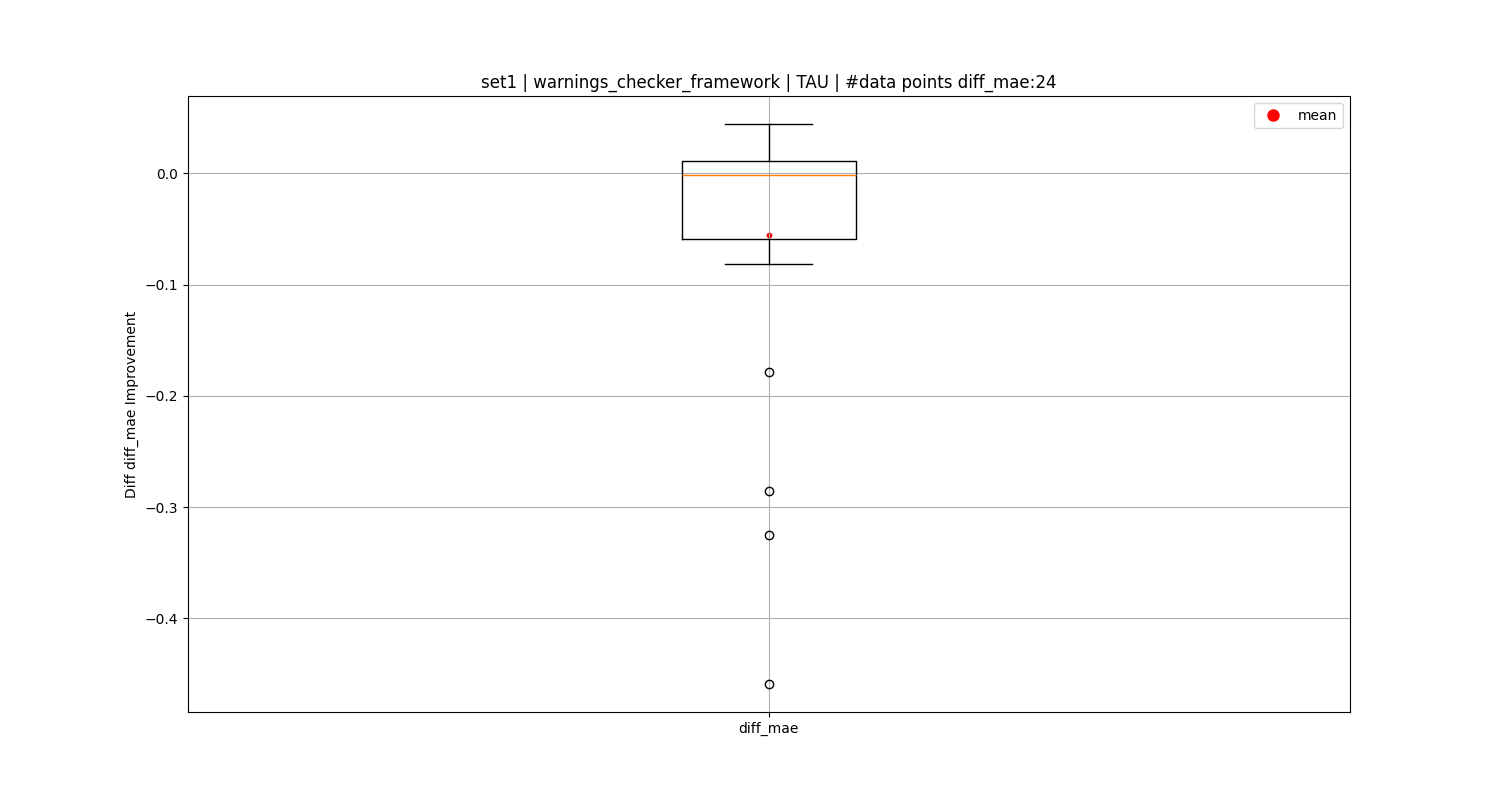 set1 | warnings_checker_framework | TAU | #data points diff_mae:24
mean
0.0
−0.1
−0.2
−0.3
−0.4
Diff diff_mae Improvement
diff_mae